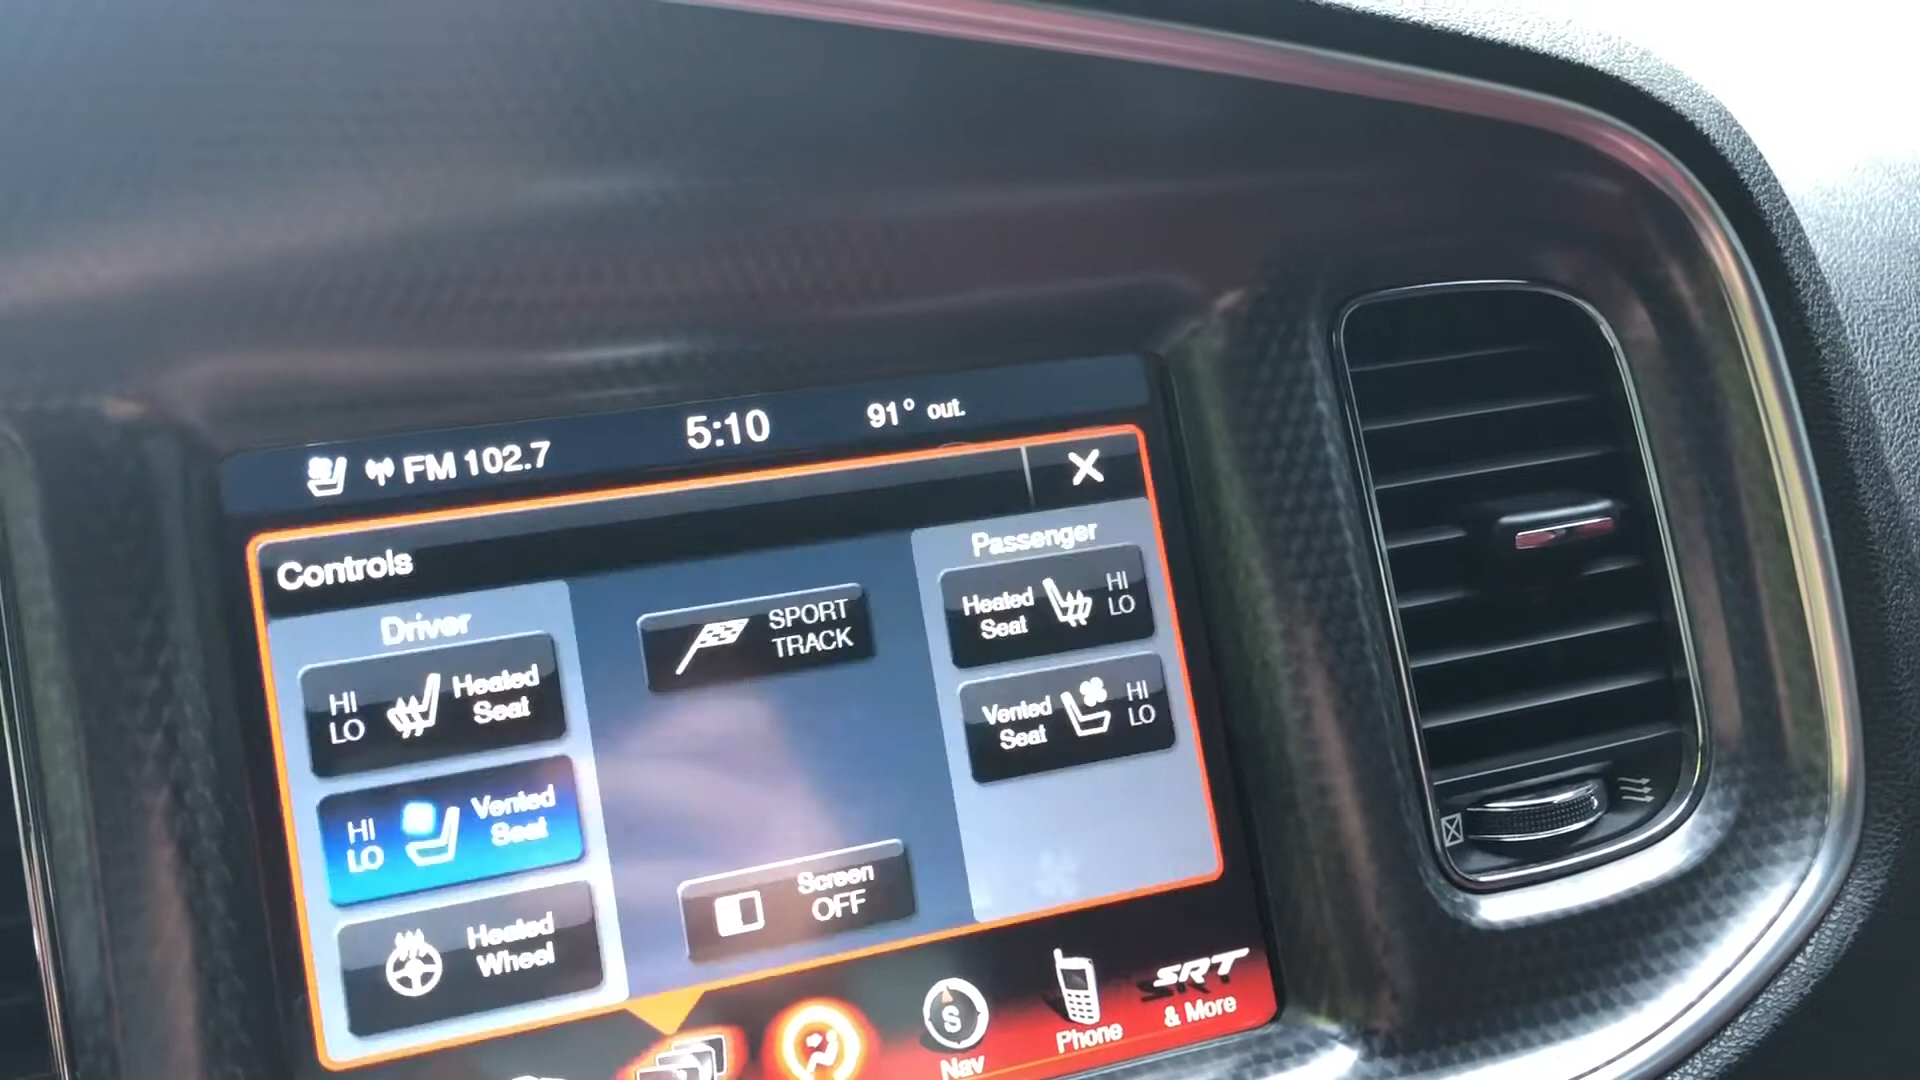 FM 102.7
5:10
91° out.
Controls
Driver
HI
LO
Heated
Seat
HI
LO
Vented
Seat
Heated
Wheel
SPORT
TRACK
Screen
OFF
Passenger
Heated
Seat
HI
LO
Vented
Seat
HI
LO
S
Nav
Phone
SRT
& More